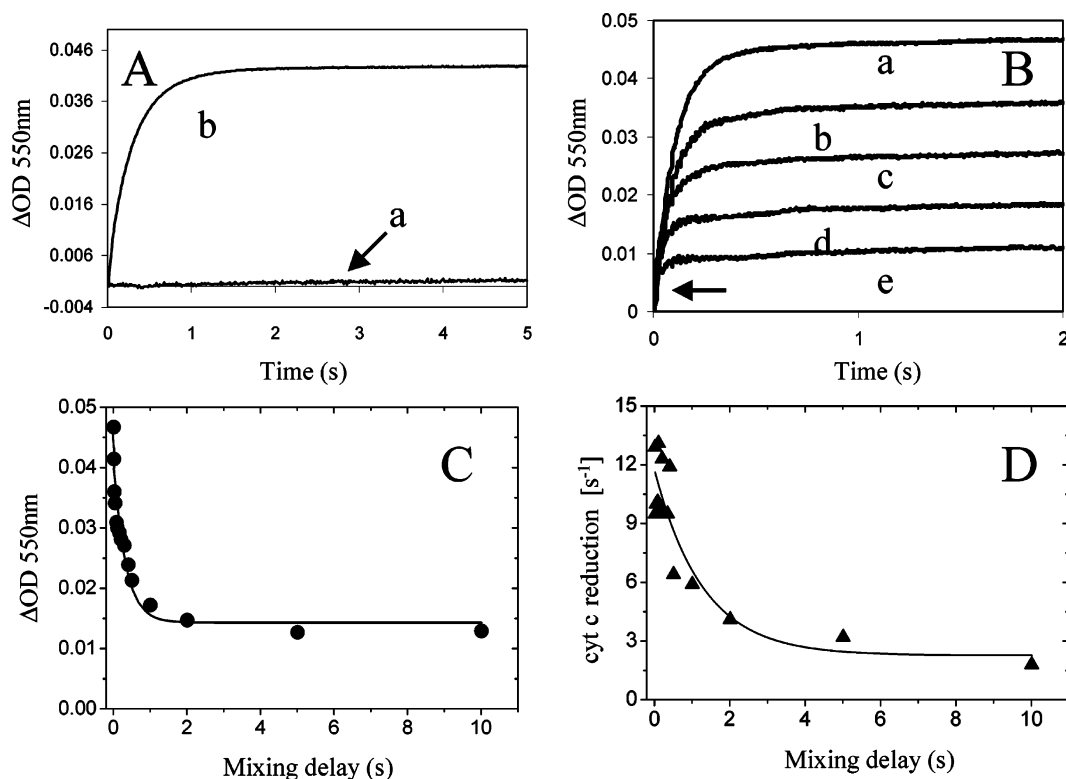 A
ΔOD 550nm
0.046
0.036
0.026
0.016
0.006
-0.004
b
a
0
1
2
3
4
5
Time (s)
B
ΔOD 550nm
0.05
0.04
0.03
0.02
0.01
0
a
b
c
d
e
0
1
2
Time (s)
C
ΔOD 550nm
0.05
0.04
0.03
0.02
0.01
0.00
0
2
4
6
8
10
Mixing delay (s)
D
cyt c reduction [s-1]
15
12
9
6
3
0
0
2
4
6
8
10
Mixing delay (s)